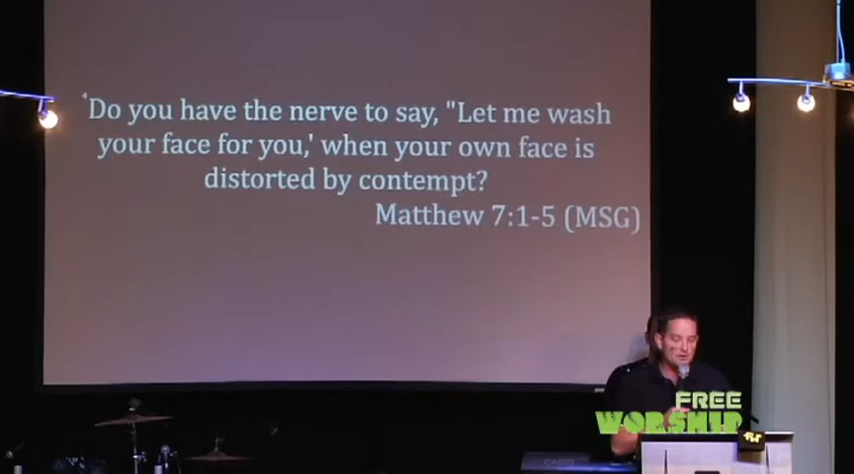 ⁴Do you have the nerve to say, "Let me wash
your face for you,' when your own face is
distorted by contempt?
Matthew 7:1-5 (MSG)
FREE
WORSHIP